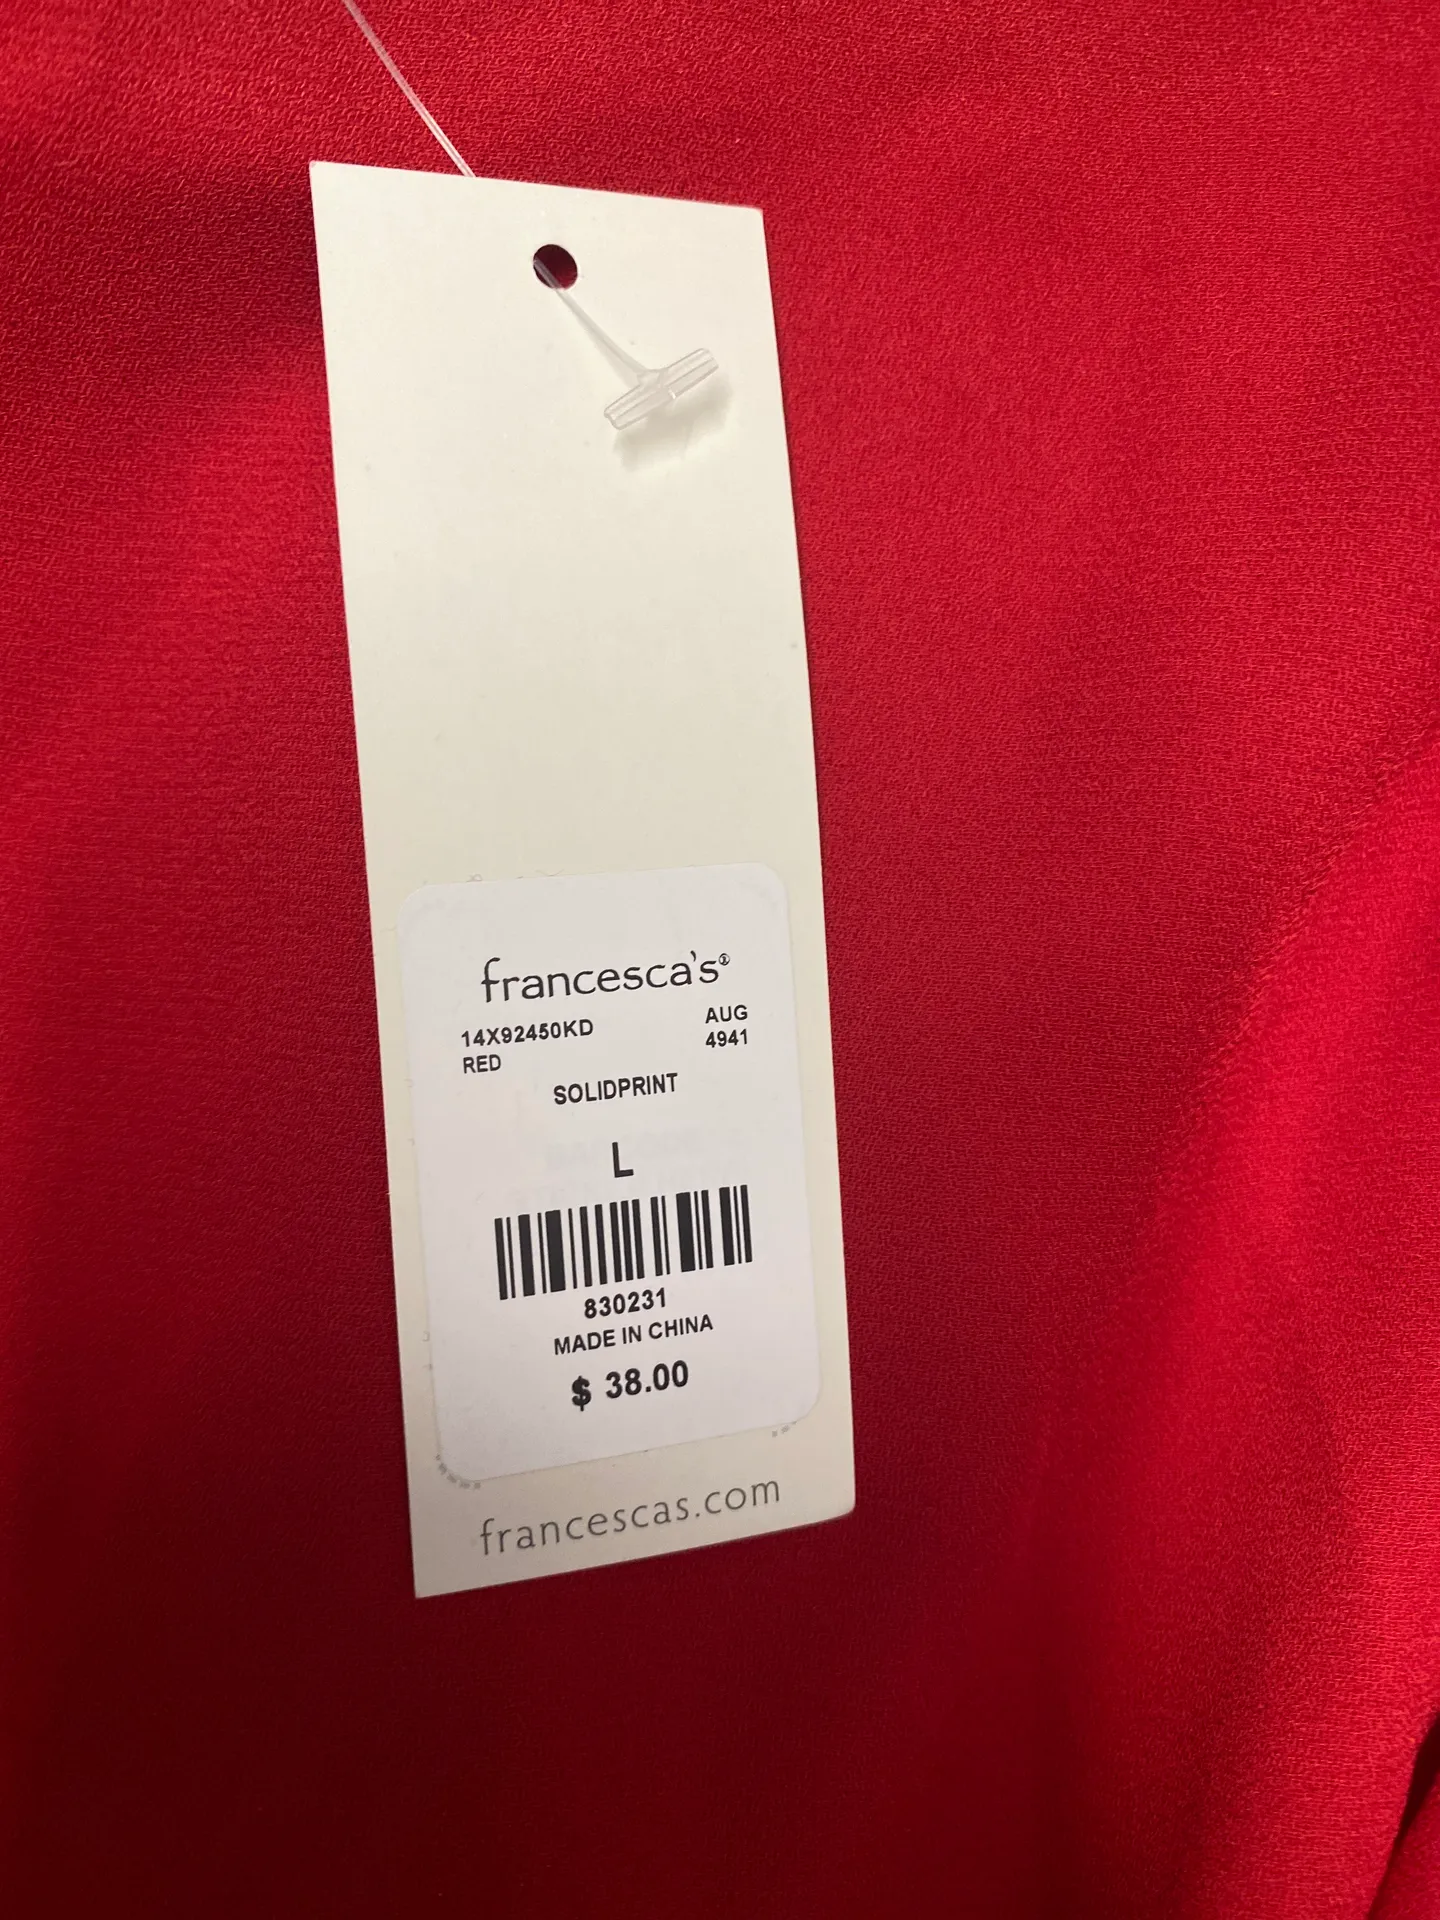 francesca's®
14X92450KD AUG
RED 4941
SOLIDPRINT
L
830231
MADE IN CHINA
$ 38.00
francescas.com